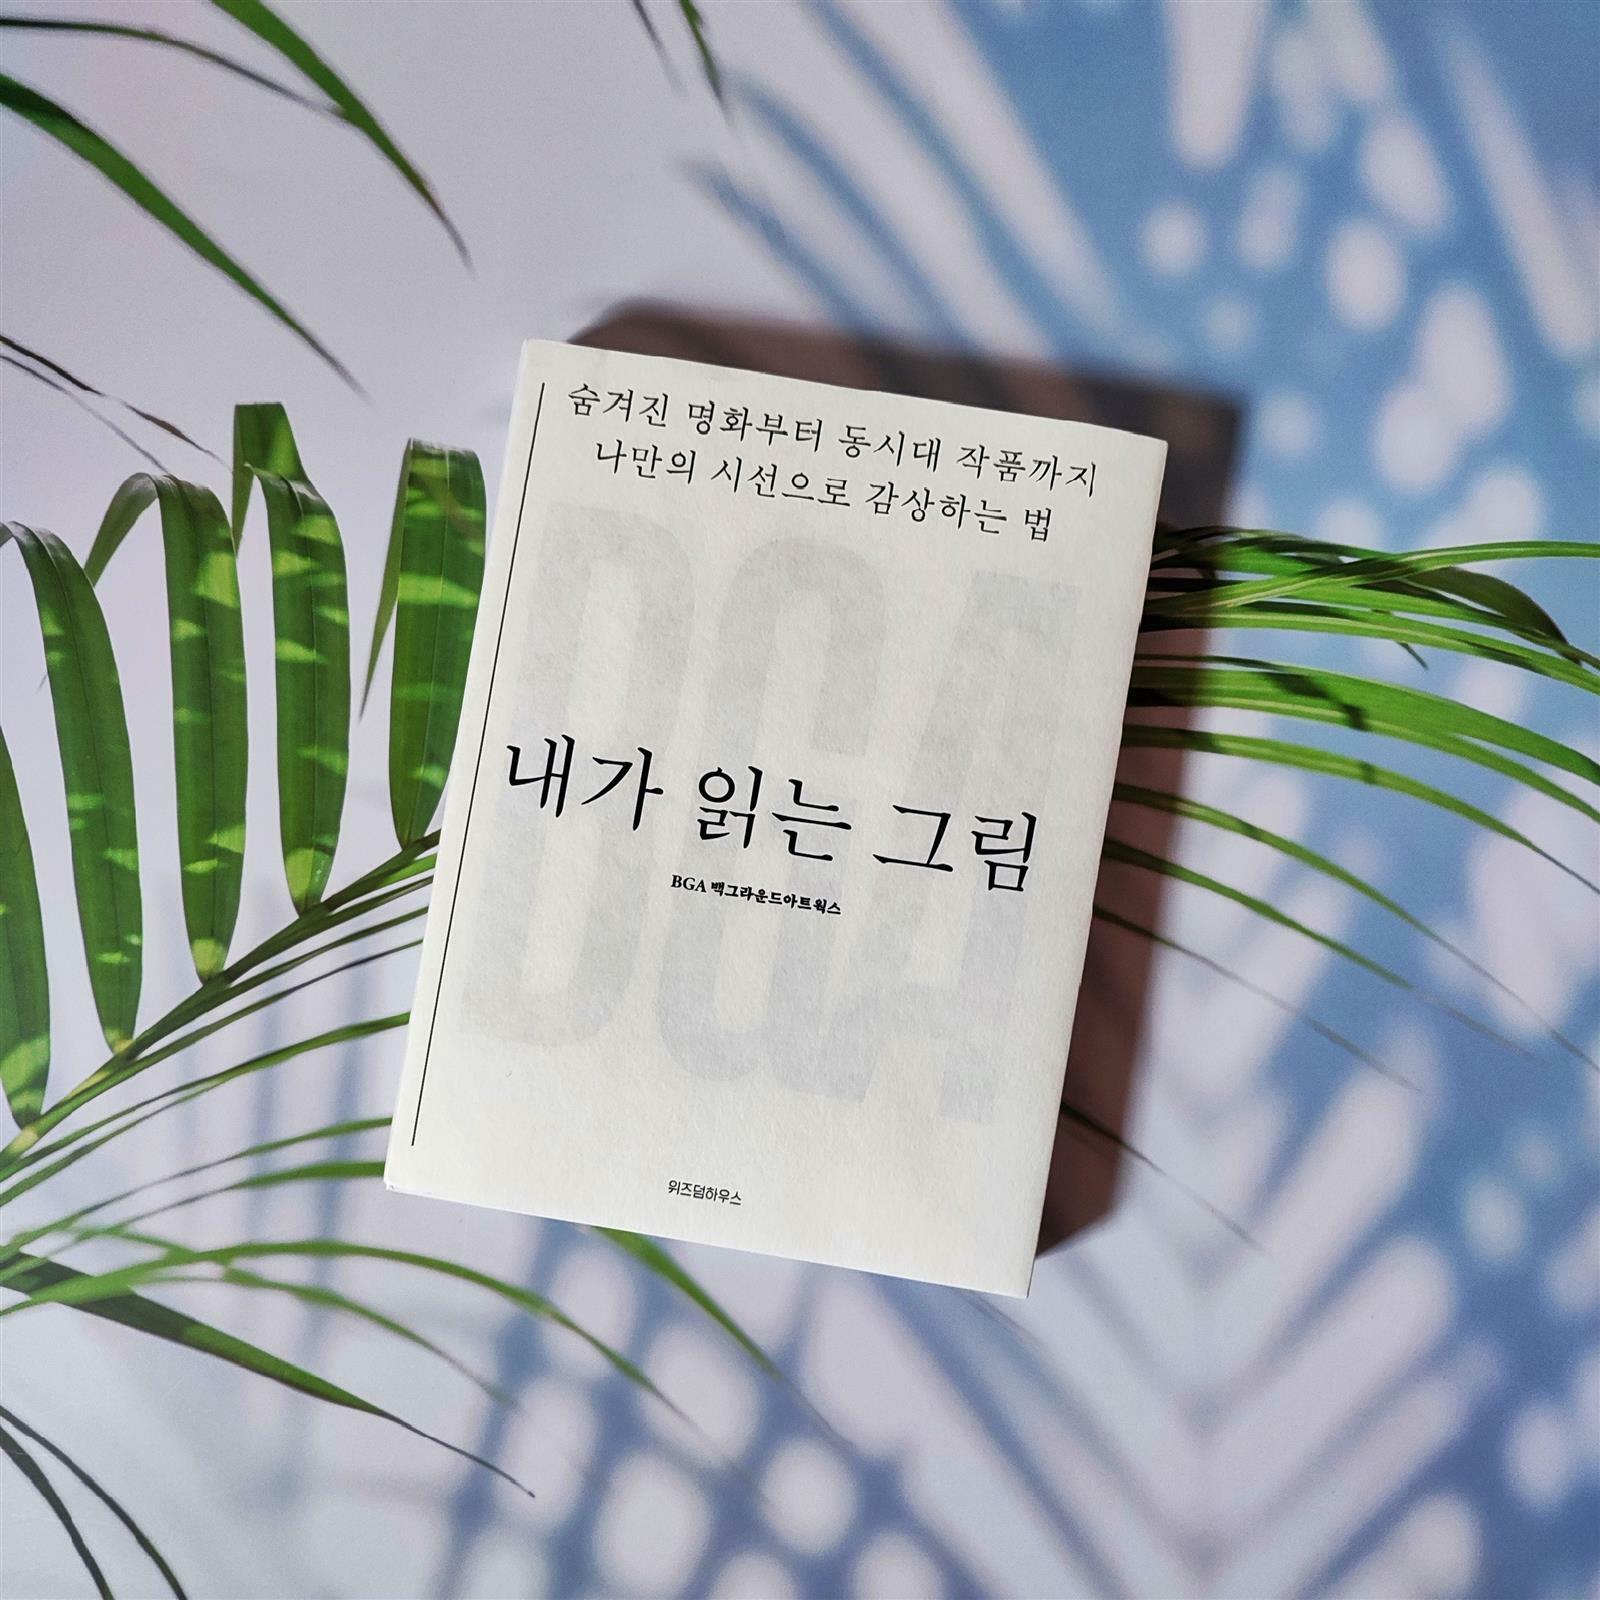 숨겨진 명화부터 동시대 작품까지
나만의 시선으로 감상하는 법
BGA
내가 읽는 그림
BGA 백그라운드아트웍스
위즈덤하우스